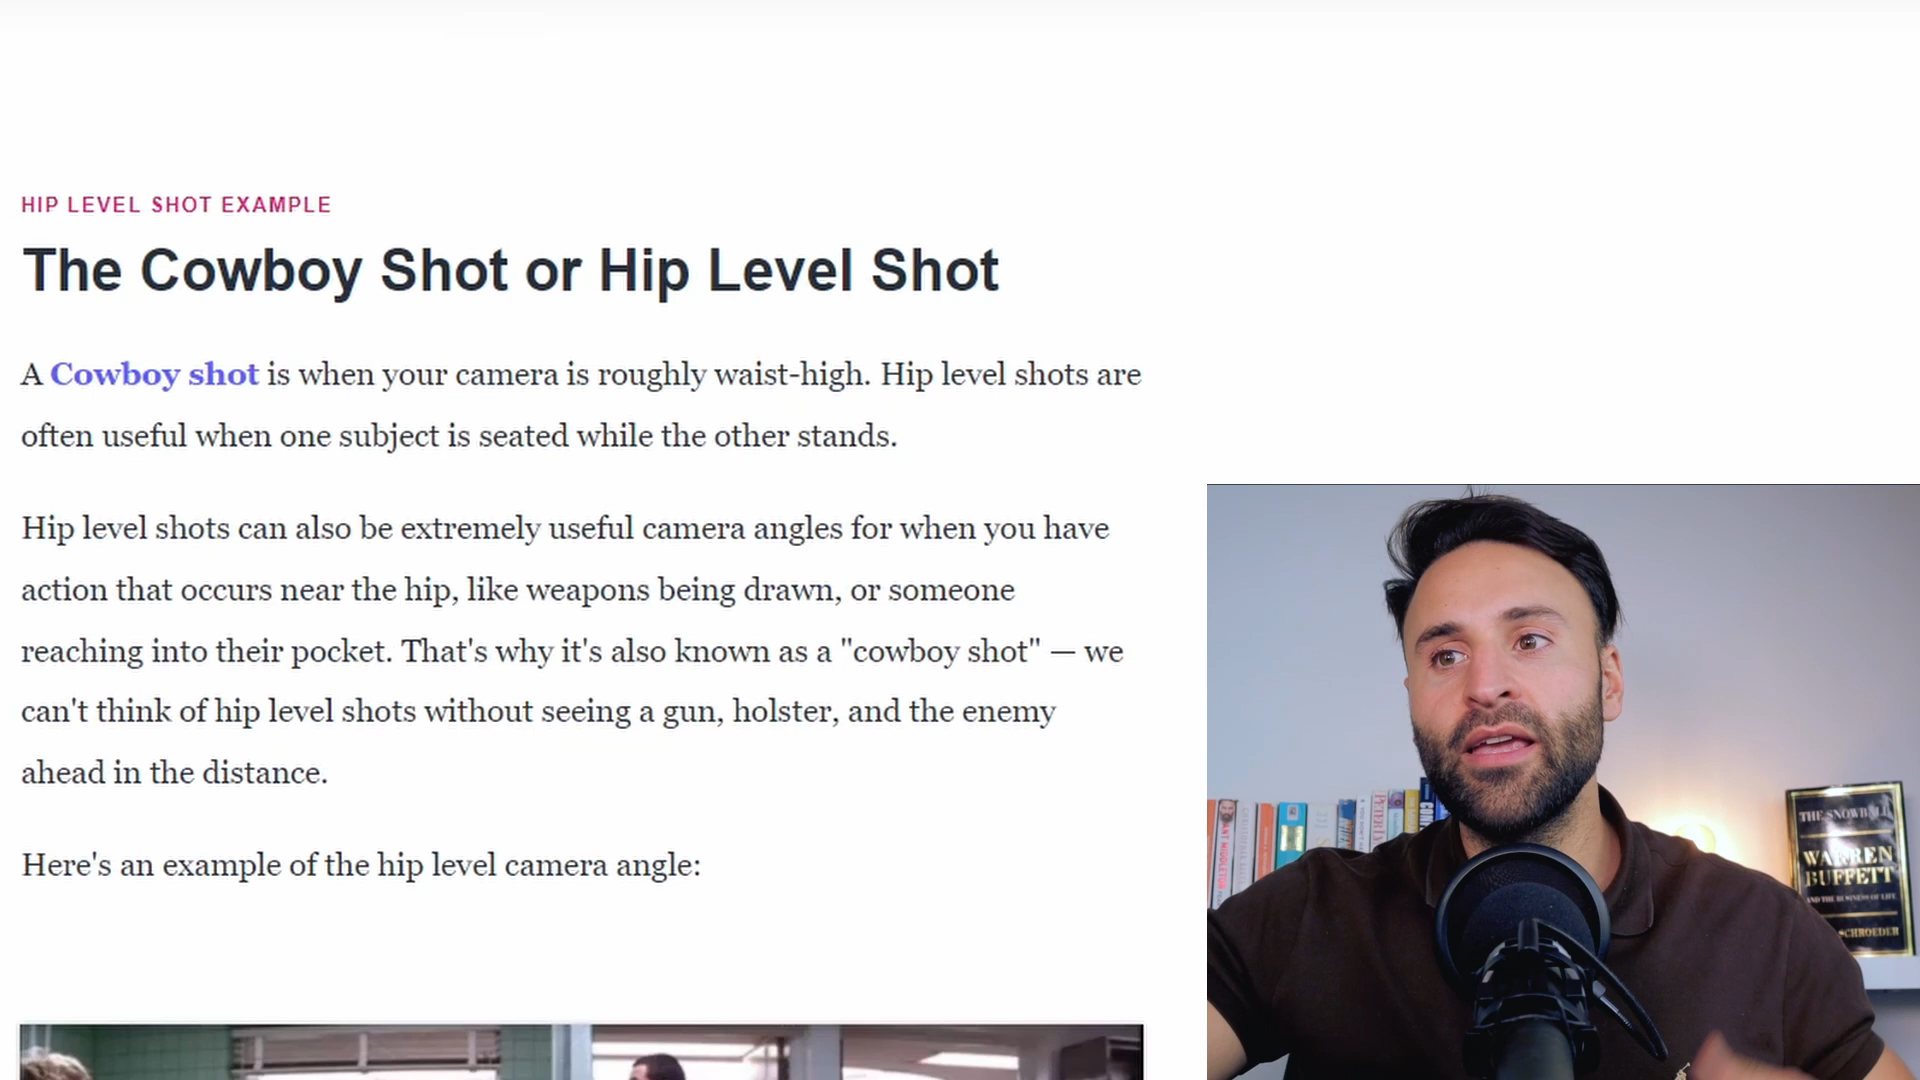 HIP LEVEL SHOT EXAMPLE
The Cowboy Shot or Hip Level Shot
A Cowboy shot is when your camera is roughly waist-high. Hip level shots are
often useful when one subject is seated while the other stands.
Hip level shots can also be extremely useful camera angles for when you have
action that occurs near the hip, like weapons being drawn, or someone
reaching into their pocket. That's why it's also known as a "cowboy shot" — we
can't think of hip level shots without seeing a gun, holster, and the enemy
ahead in the distance.
Here's an example of the hip level camera angle:
ANT MIDDLETON
THE SNOWBALL
WARREN
BUFFETT
AND THE BUSINESS OF LIFE
SCHROEDER